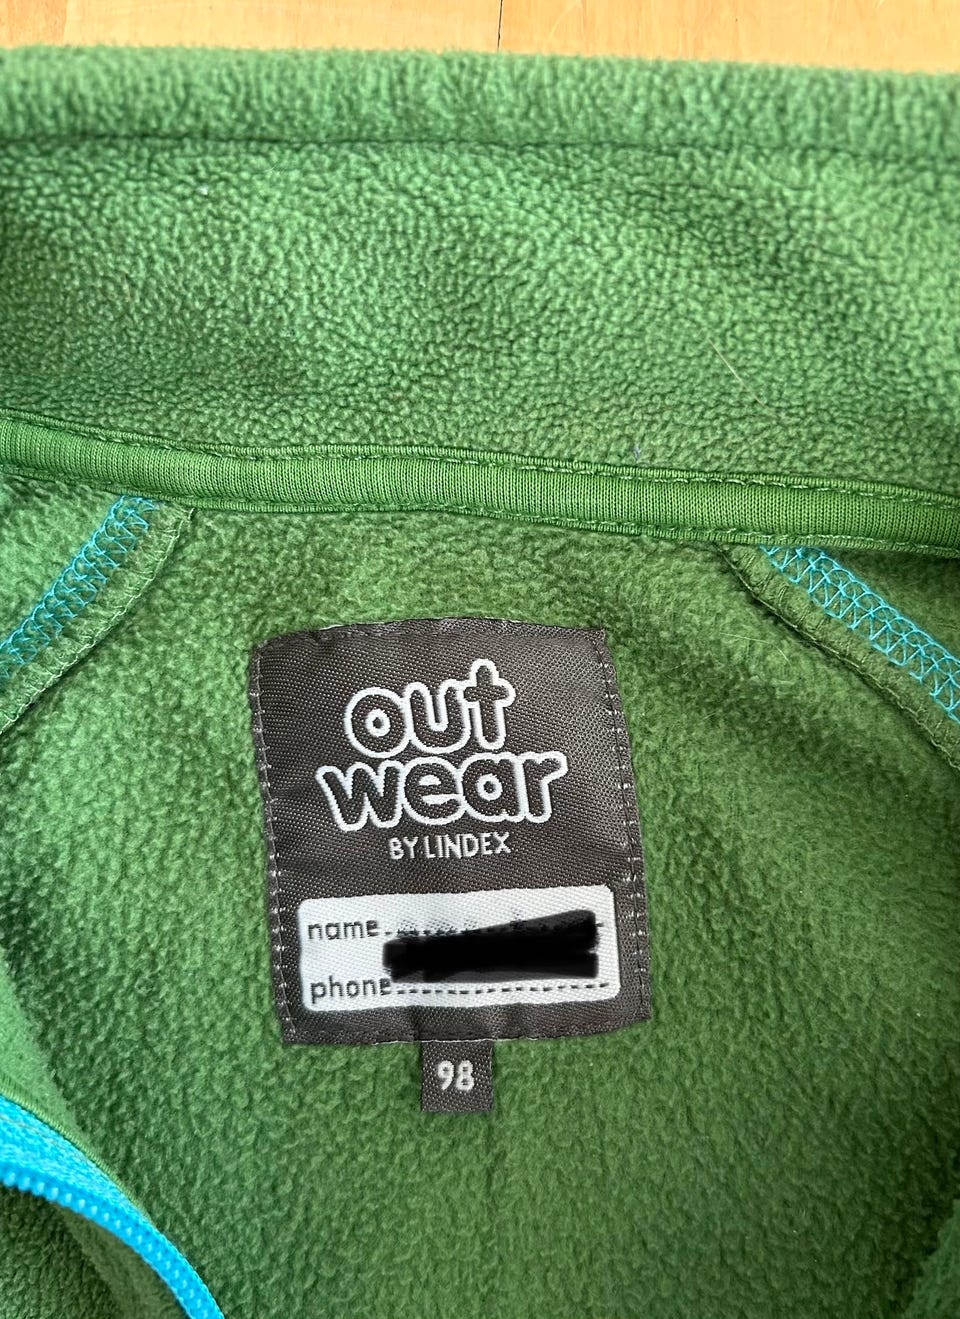 out
wear
BY LINDEX
name
phone
98